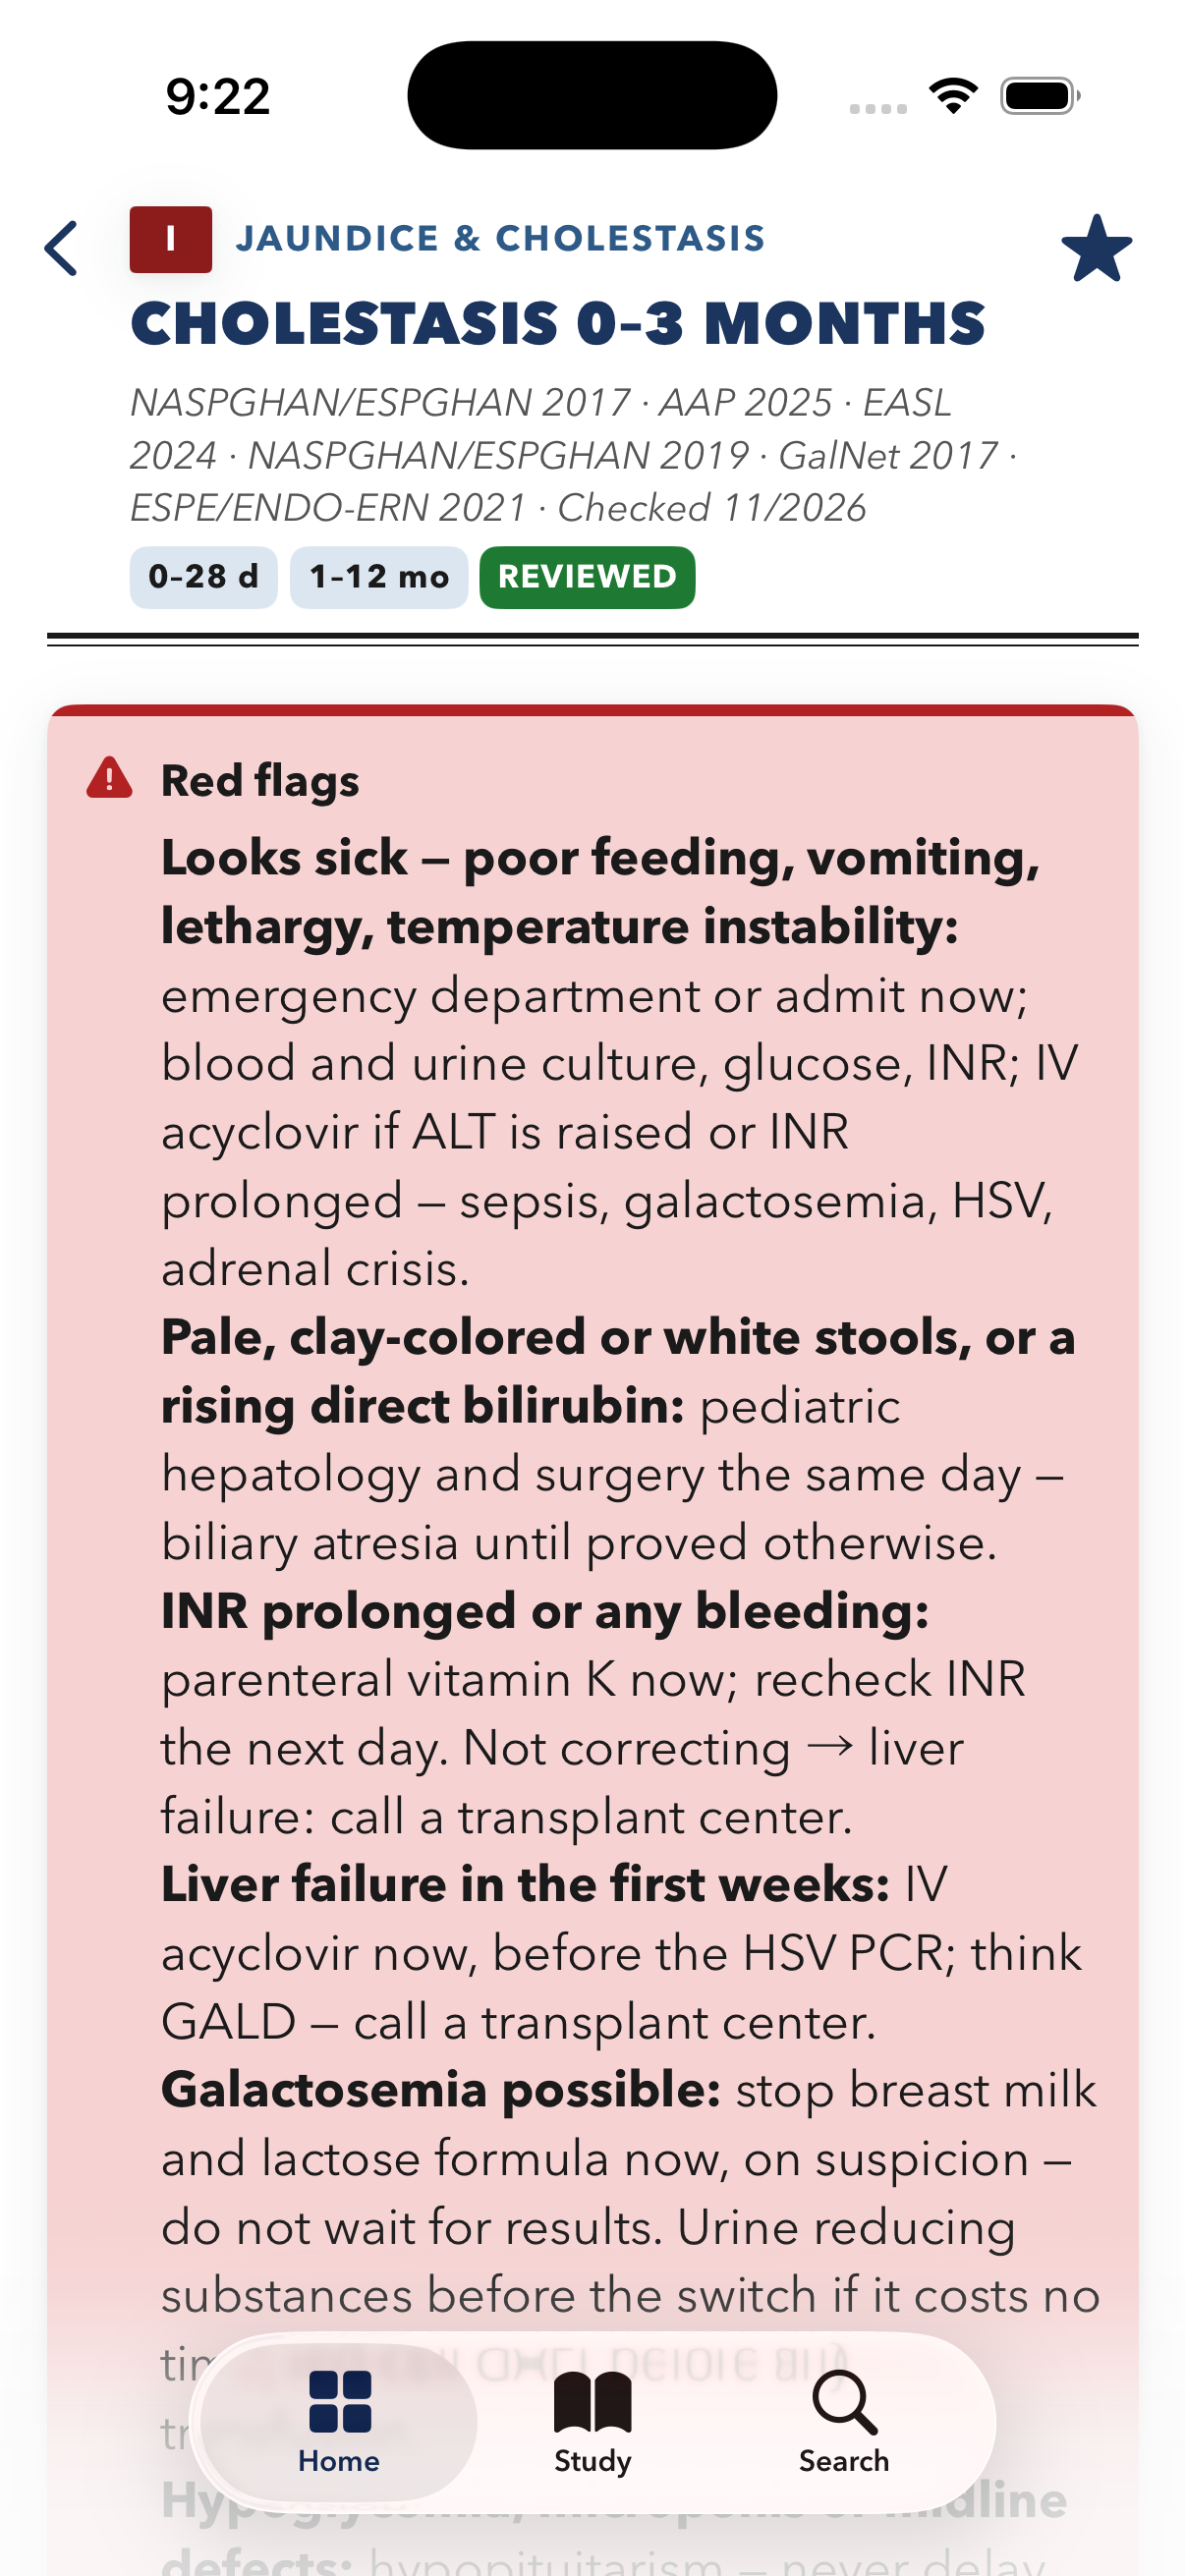 9:22
I JAUNDICE & CHOLESTASIS
CHOLESTASIS 0–3 MONTHS
NASPGHAN/ESPGHAN 2017 · AAP 2025 · EASL
2024 · NASPGHAN/ESPGHAN 2019 · GalNet 2017 ·
ESPE/ENDO-ERN 2021 · Checked 11/2026
0–28 d 1–12 mo REVIEWED
Red flags
Looks sick – poor feeding, vomiting,
lethargy, temperature instability:
emergency department or admit now;
blood and urine culture, glucose, INR; IV
acyclovir if ALT is raised or INR
prolonged – sepsis, galactosemia, HSV,
adrenal crisis.
Pale, clay-colored or white stools, or a
rising direct bilirubin: pediatric
hepatology and surgery the same day –
biliary atresia until proved otherwise.
INR prolonged or any bleeding:
parenteral vitamin K now; recheck INR
the next day. Not correcting → liver
failure: call a transplant center.
Liver failure in the first weeks: IV
acyclovir now, before the HSV PCR; think
GALD – call a transplant center.
Galactosemia possible: stop breast milk
and lactose formula now, on suspicion –
do not wait for results. Urine reducing
substances before the switch if it costs no
Home Study Search
defects: hypopituitarism – never delay